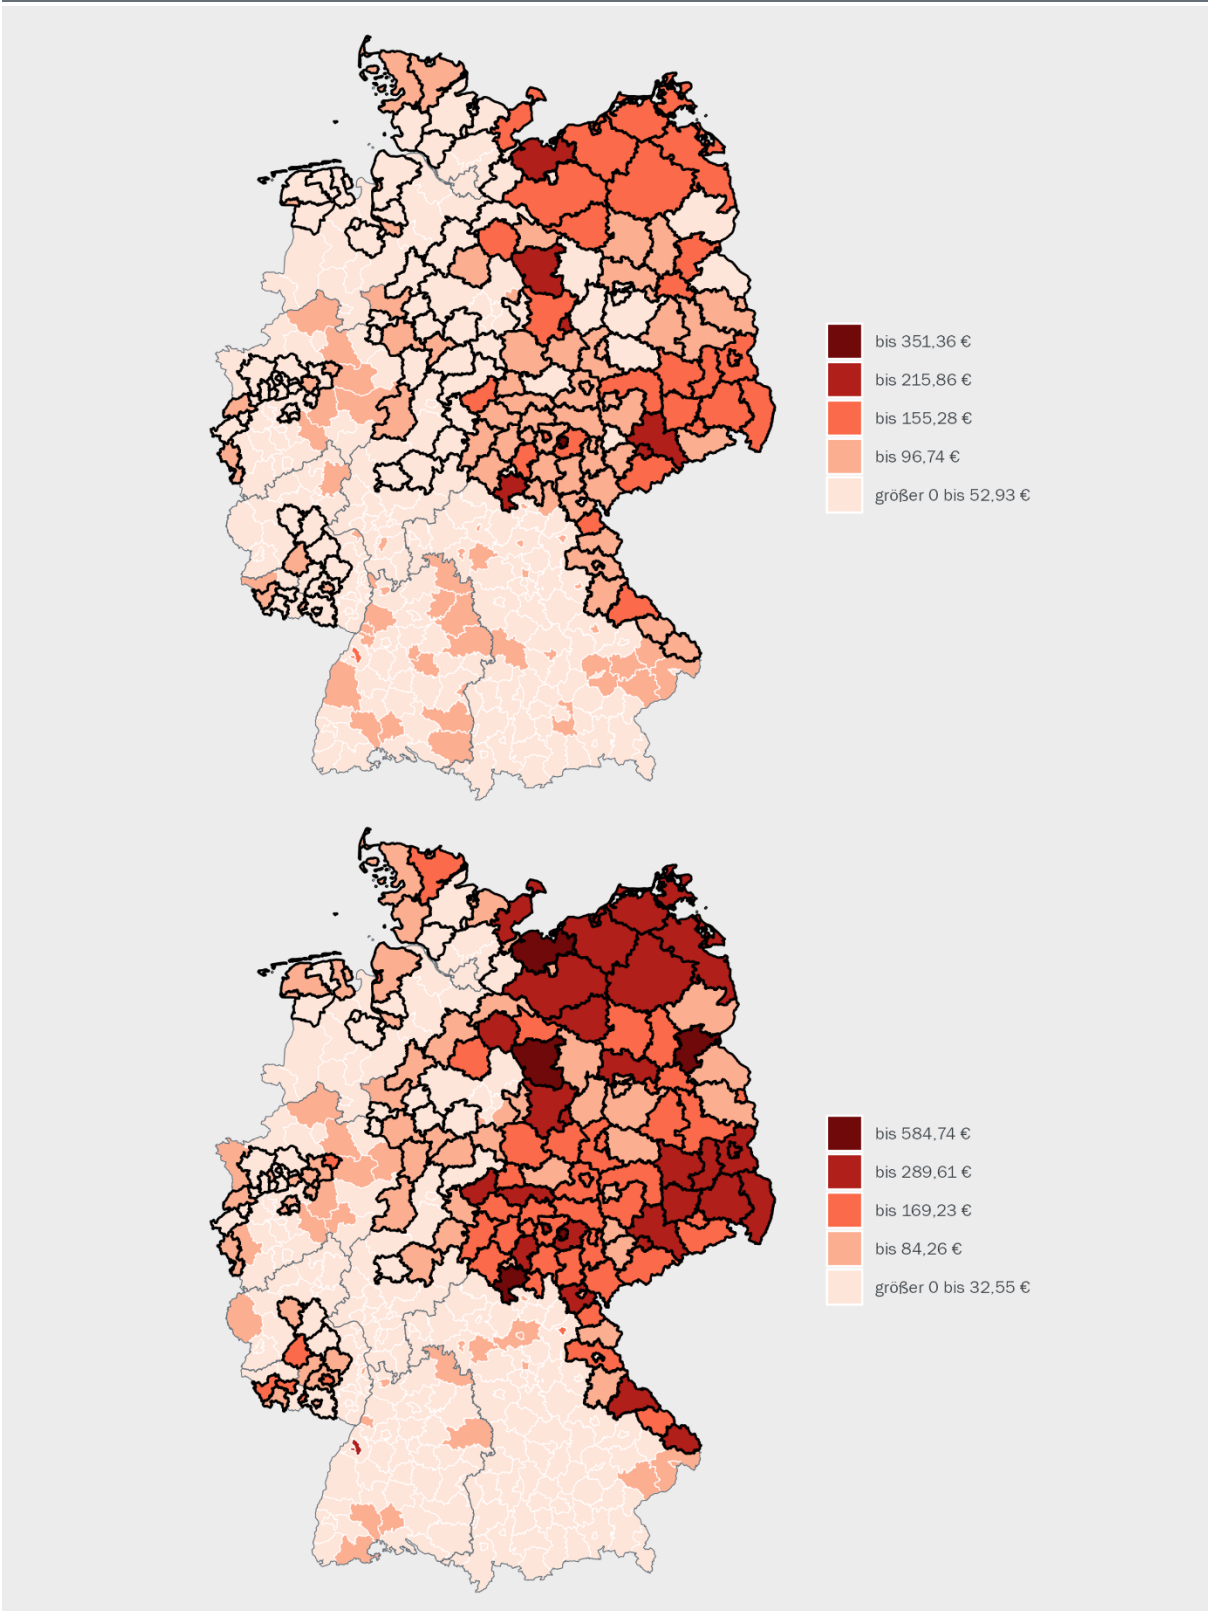 bis 351,36 €
bis 215,86 €
bis 155,28 €
bis 96,74 €
größer 0 bis 52,93 €
bis 584,74 €
bis 289,61 €
bis 169,23 €
bis 84,26 €
größer 0 bis 32,55 €